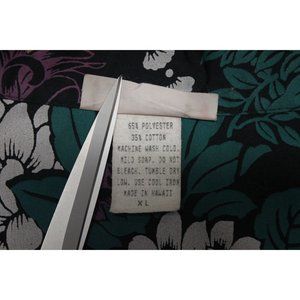 65% POLYESTER
35% COTTON
MACHINE WASH COLD.
MILD SOAP. DO NOT
BLEACH. TUMBLE DRY
LOW. USE COOL IRON
MADE IN HAWAII
XL